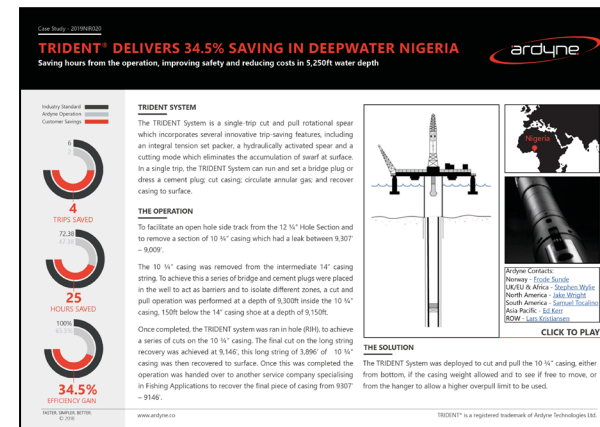 Case Study - 2019NIR020
TRIDENT® DELIVERS 34.5% SAVING IN DEEPWATER NIGERIA
Saving hours from the operation, improving safety and reducing costs in 5,250ft water depth
ardyne
Industry Standard
Ardyne Operation
Customer Savings
6
2
4
TRIPS SAVED
72.38
47.38
25
HOURS SAVED
100%
65.5%
34.5%
EFFICIENCY GAIN
FASTER. SIMPLER. BETTER.
© 2019
TRIDENT SYSTEM
The TRIDENT System is a single-trip cut and pull rotational spear
which incorporates several innovative trip-saving features, including
an integral tension set packer, a hydraulically activated spear and a
cutting mode which eliminates the accumulation of swarf at surface.
In a single trip, the TRIDENT System can run and set a bridge plug or
dress a cement plug; cut casing; circulate annular gas; and recover
casing to surface.
THE OPERATION
To facilitate an open hole side track from the 12 ¼" Hole Section and
to remove a section of 10 ¾" casing which had a leak between 9,307'
– 9,009'.
The 10 ¾" casing was removed from the intermediate 14" casing
string. To achieve this a series of bridge and cement plugs were placed
in the well to act as barriers and to isolate different zones, a cut and
pull operation was performed at a depth of 9,300ft inside the 10 ¾"
casing, 150ft below the 14" casing shoe at a depth of 9,150ft.
Once completed, the TRIDENT system was ran in hole (RIH), to achieve
a series of cuts on the 10 ¾" casing. The final cut on the long string
recovery was achieved at 9,146', this long string of 3,896' of 10 ¾"
casing was then recovered to surface. Once this was completed the
operation was handed over to another service company specialising
in Fishing Applications to recover the final piece of casing from 9307'
– 9146'.
www.ardyne.co
Nigeria
Ardyne Contacts:
Norway - Frode Sunde
UK/EU & Africa - Stephen Wylie
North America - Jake Wright
South America - Samuel Tocalino
Asia Pacific - Ed Kerr
ROW - Lars Kristiansen
CLICK TO PLAY
THE SOLUTION
The TRIDENT System was deployed to cut and pull the 10-¾" casing, either
from bottom, if the casing weight allowed and to see if free to move, or
from the hanger to allow a higher overpull limit to be used.
TRIDENT® is a registered trademark of Ardyne Technologies Ltd.